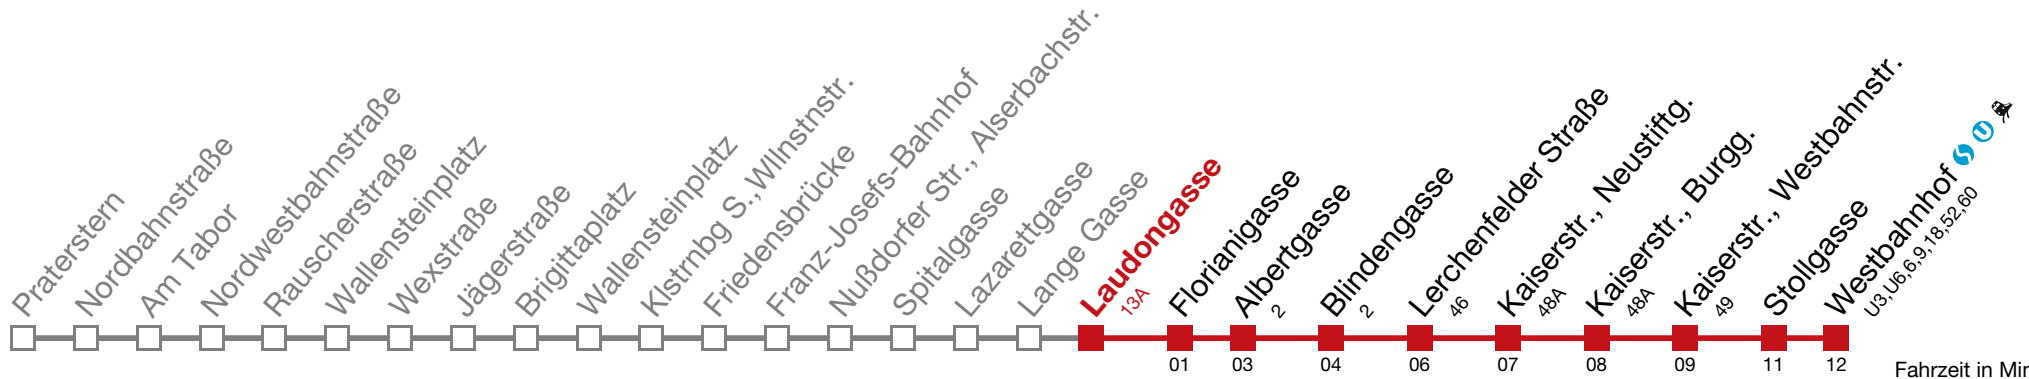 Praterstern
Nordbahnstraße
Am Tabor
Nordwestbahnstraße
Rauscherstraße
Wallensteinplatz
Wexstraße
Jägerstraße
Brigittaplatz
Wallensteinplatz
Klstrnbg S., Wllnstnstr.
Friedensbrücke
Franz-Josefs-Bahnhof
Nußdorfer Str., Alserbachstr.
Spitalgasse
Lazarettgasse
Lange Gasse
Laudongasse
13A
Florianigasse
Albertgasse
2
Blindengasse
2
Lerchenfelder Straße
46
Kaiserstr., Neustiftg.
48A
Kaiserstr., Burgg.
48A
Kaiserstr., Westbahnstr.
49
Stollgasse
Westbahnhof S U
U3,U6,6,9,18,52,60
01 03 04 06 07 08 09 11 12
Fahrzeit in Min